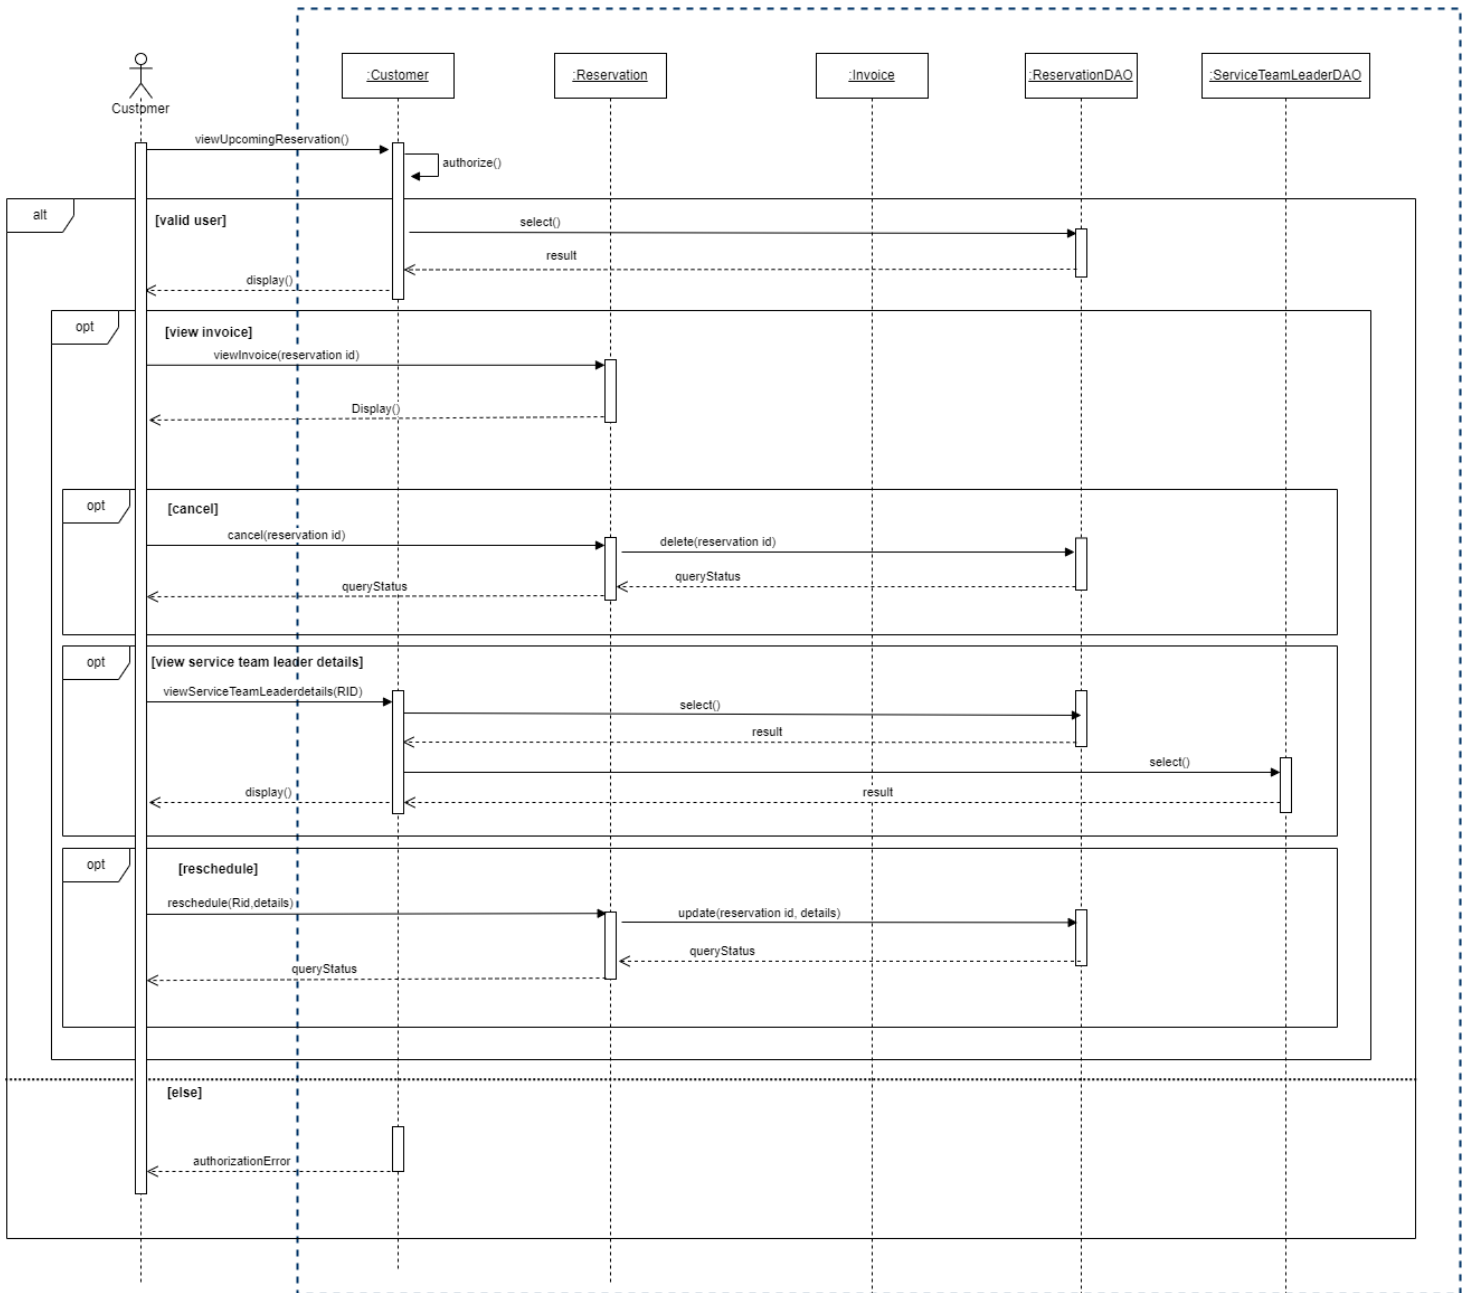 :Customer
:Reservation
:Invoice
:ReservationDAO
:ServiceTeamLeaderDAO
Customer
viewUpcomingReservation()
authorize()
alt
[valid user]
select()
result
display()
opt
[view invoice]
viewInvoice(reservation id)
Display()
opt
[cancel]
cancel(reservation id)
delete(reservation id)
queryStatus
queryStatus
opt
[view service team leader details]
viewServiceTeamLeaderdetails(RID)
select()
result
select()
display()
result
opt
[reschedule]
reschedule(Rid,details)
update(reservation id, details)
queryStatus
queryStatus
[else]
authorizationError